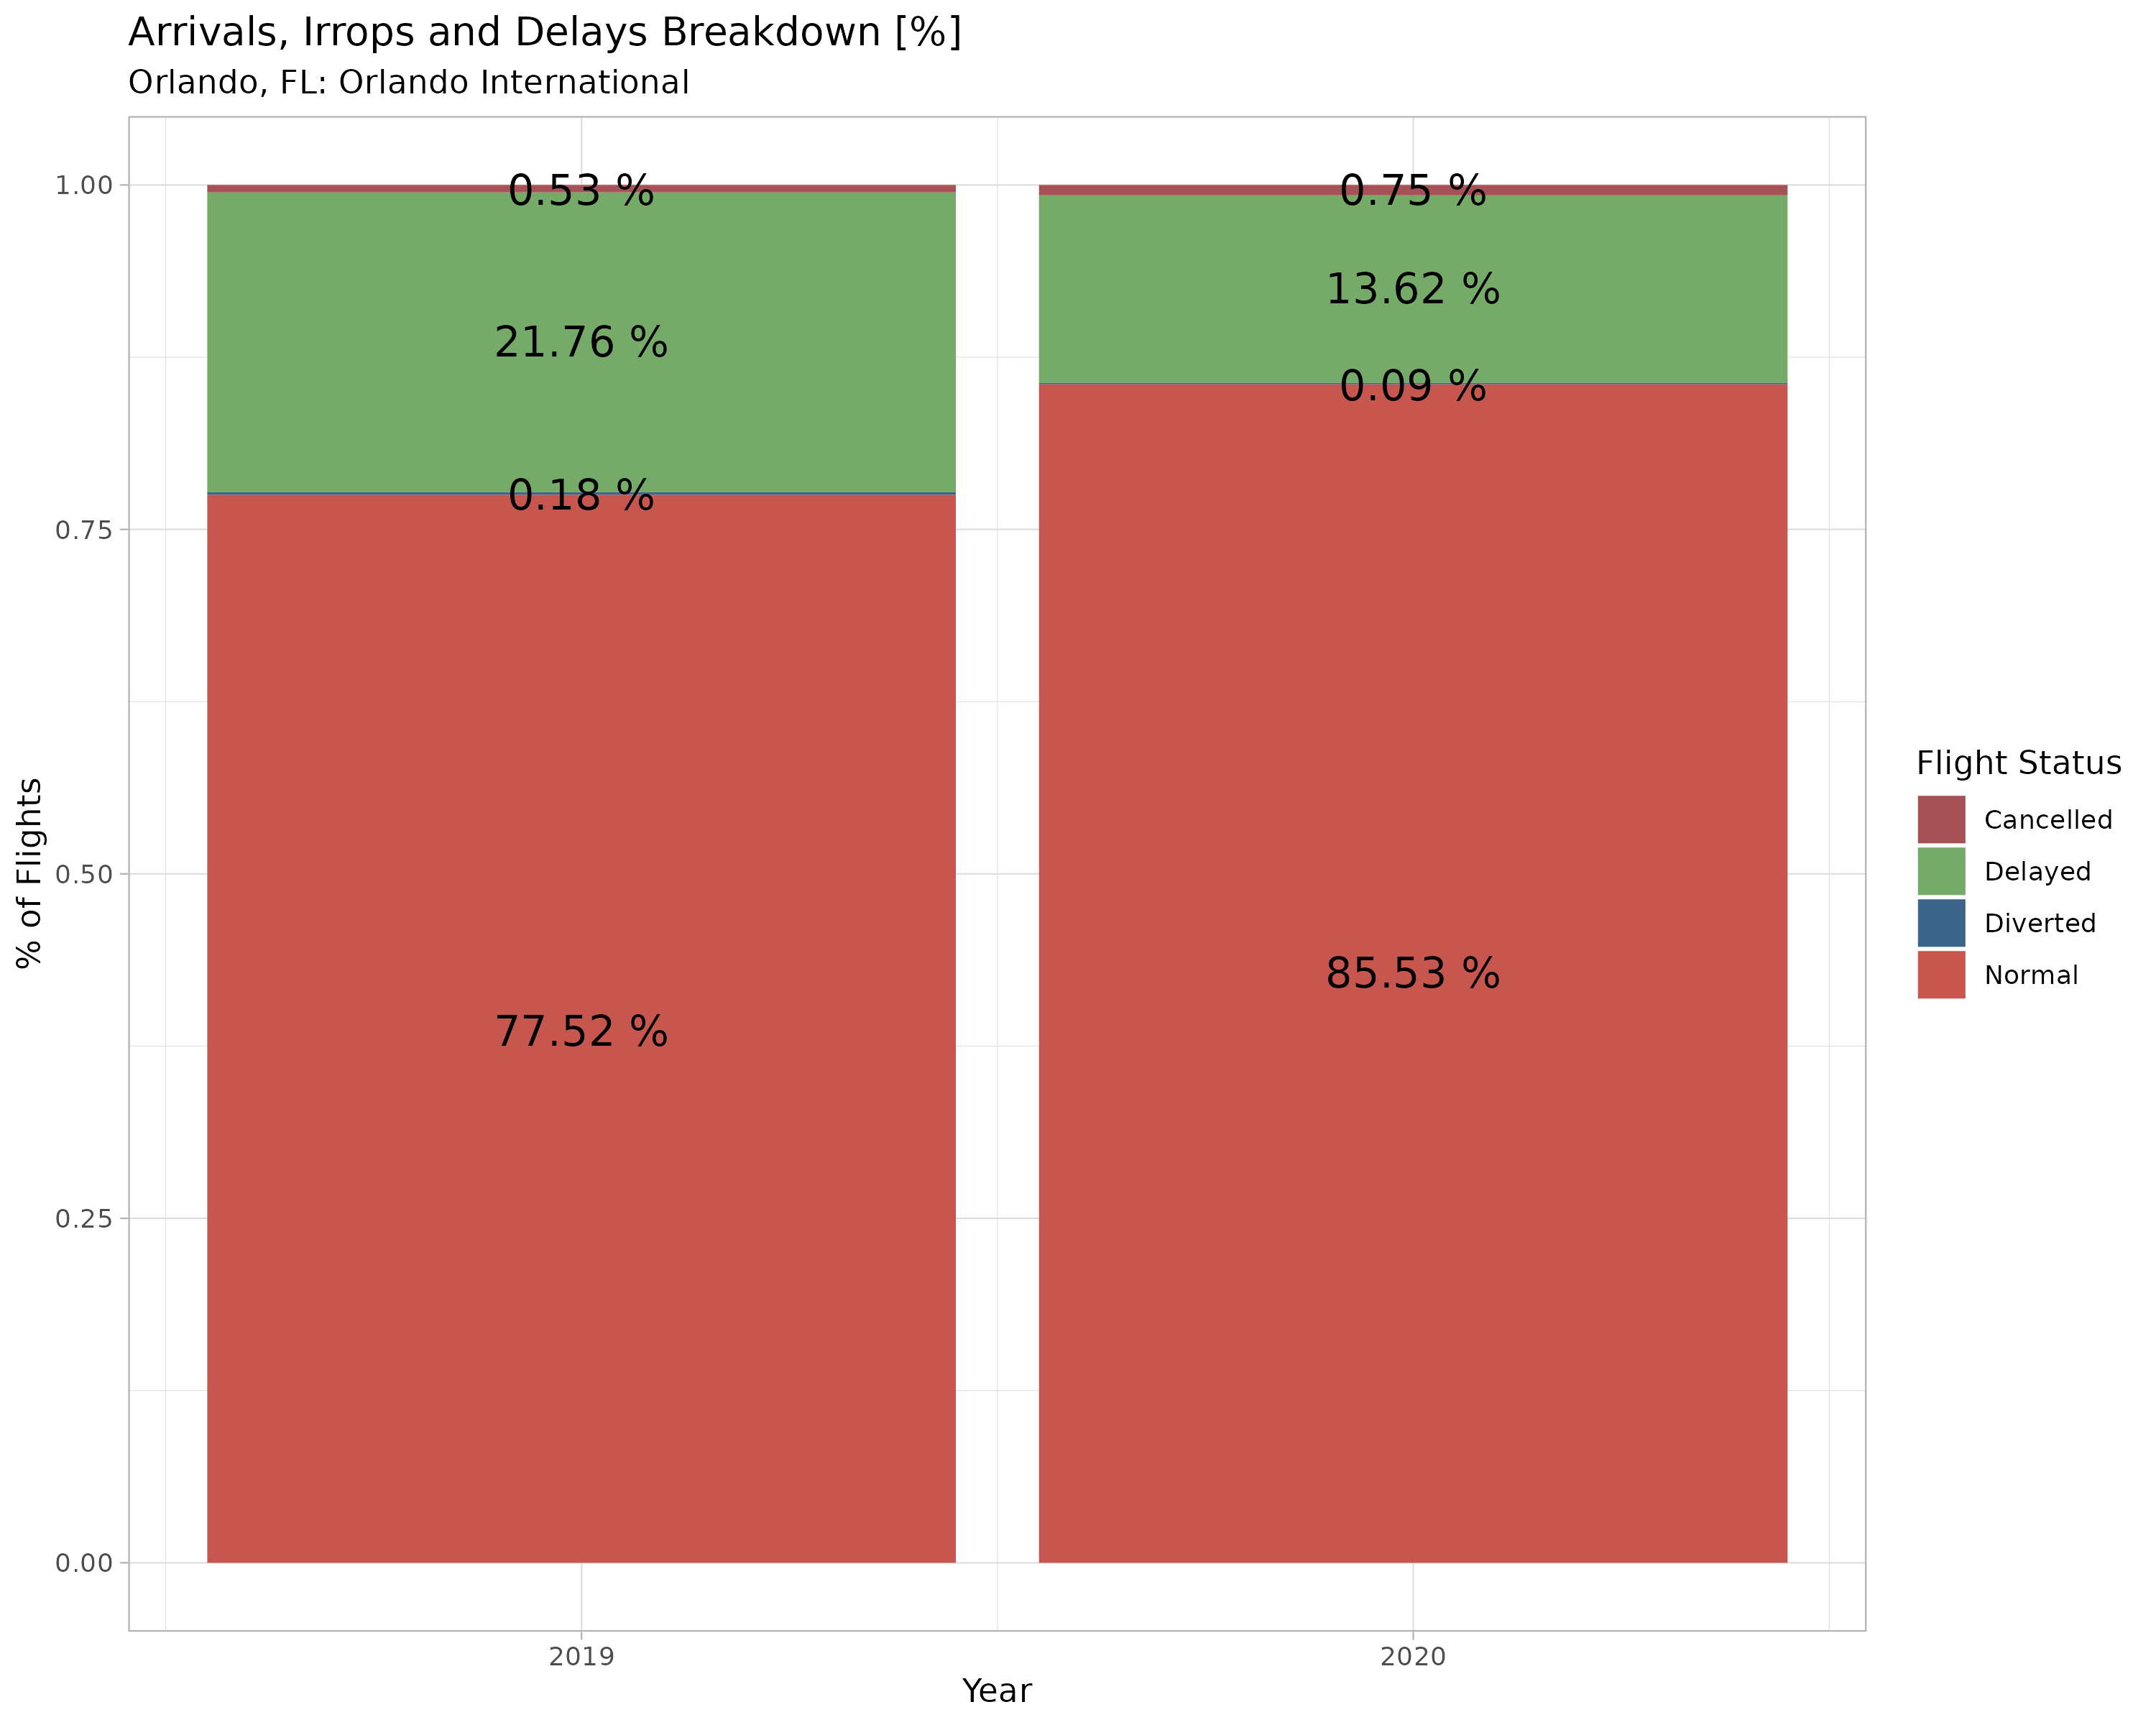 Arrivals, Irrops and Delays Breakdown [%]
Orlando, FL: Orlando International
% of Flights
1.00
0.75
0.50
0.25
0.00
0.53 %
21.76 %
0.18 %
77.52 %
0.75 %
13.62 %
0.09 %
85.53 %
2019
2020
Year
Flight Status
Cancelled
Delayed
Diverted
Normal